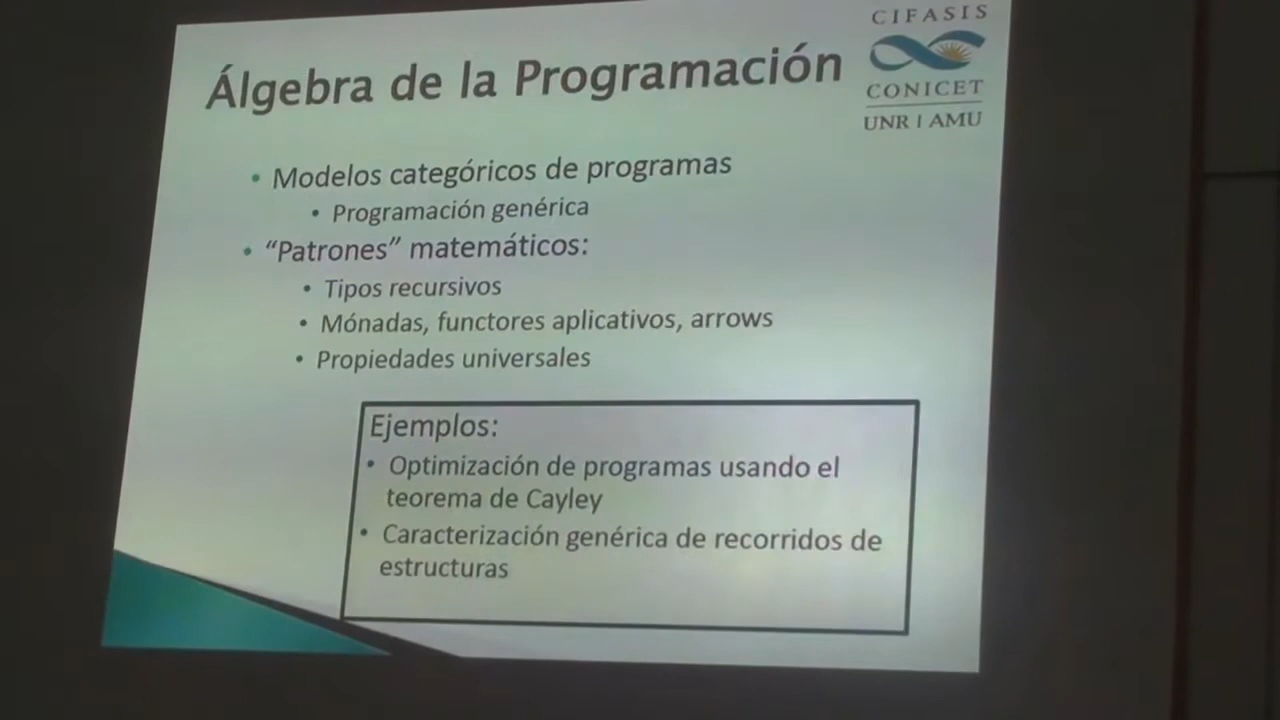 CIFASIS
Álgebra de la Programación
CONICET
UNR | AMU
• Modelos categóricos de programas
• Programación genérica
• “Patrones” matemáticos:
• Tipos recursivos
• Mónadas, functores aplicativos, arrows
• Propiedades universales
Ejemplos:
• Optimización de programas usando el
teorema de Cayley
• Caracterización genérica de recorridos de
estructuras